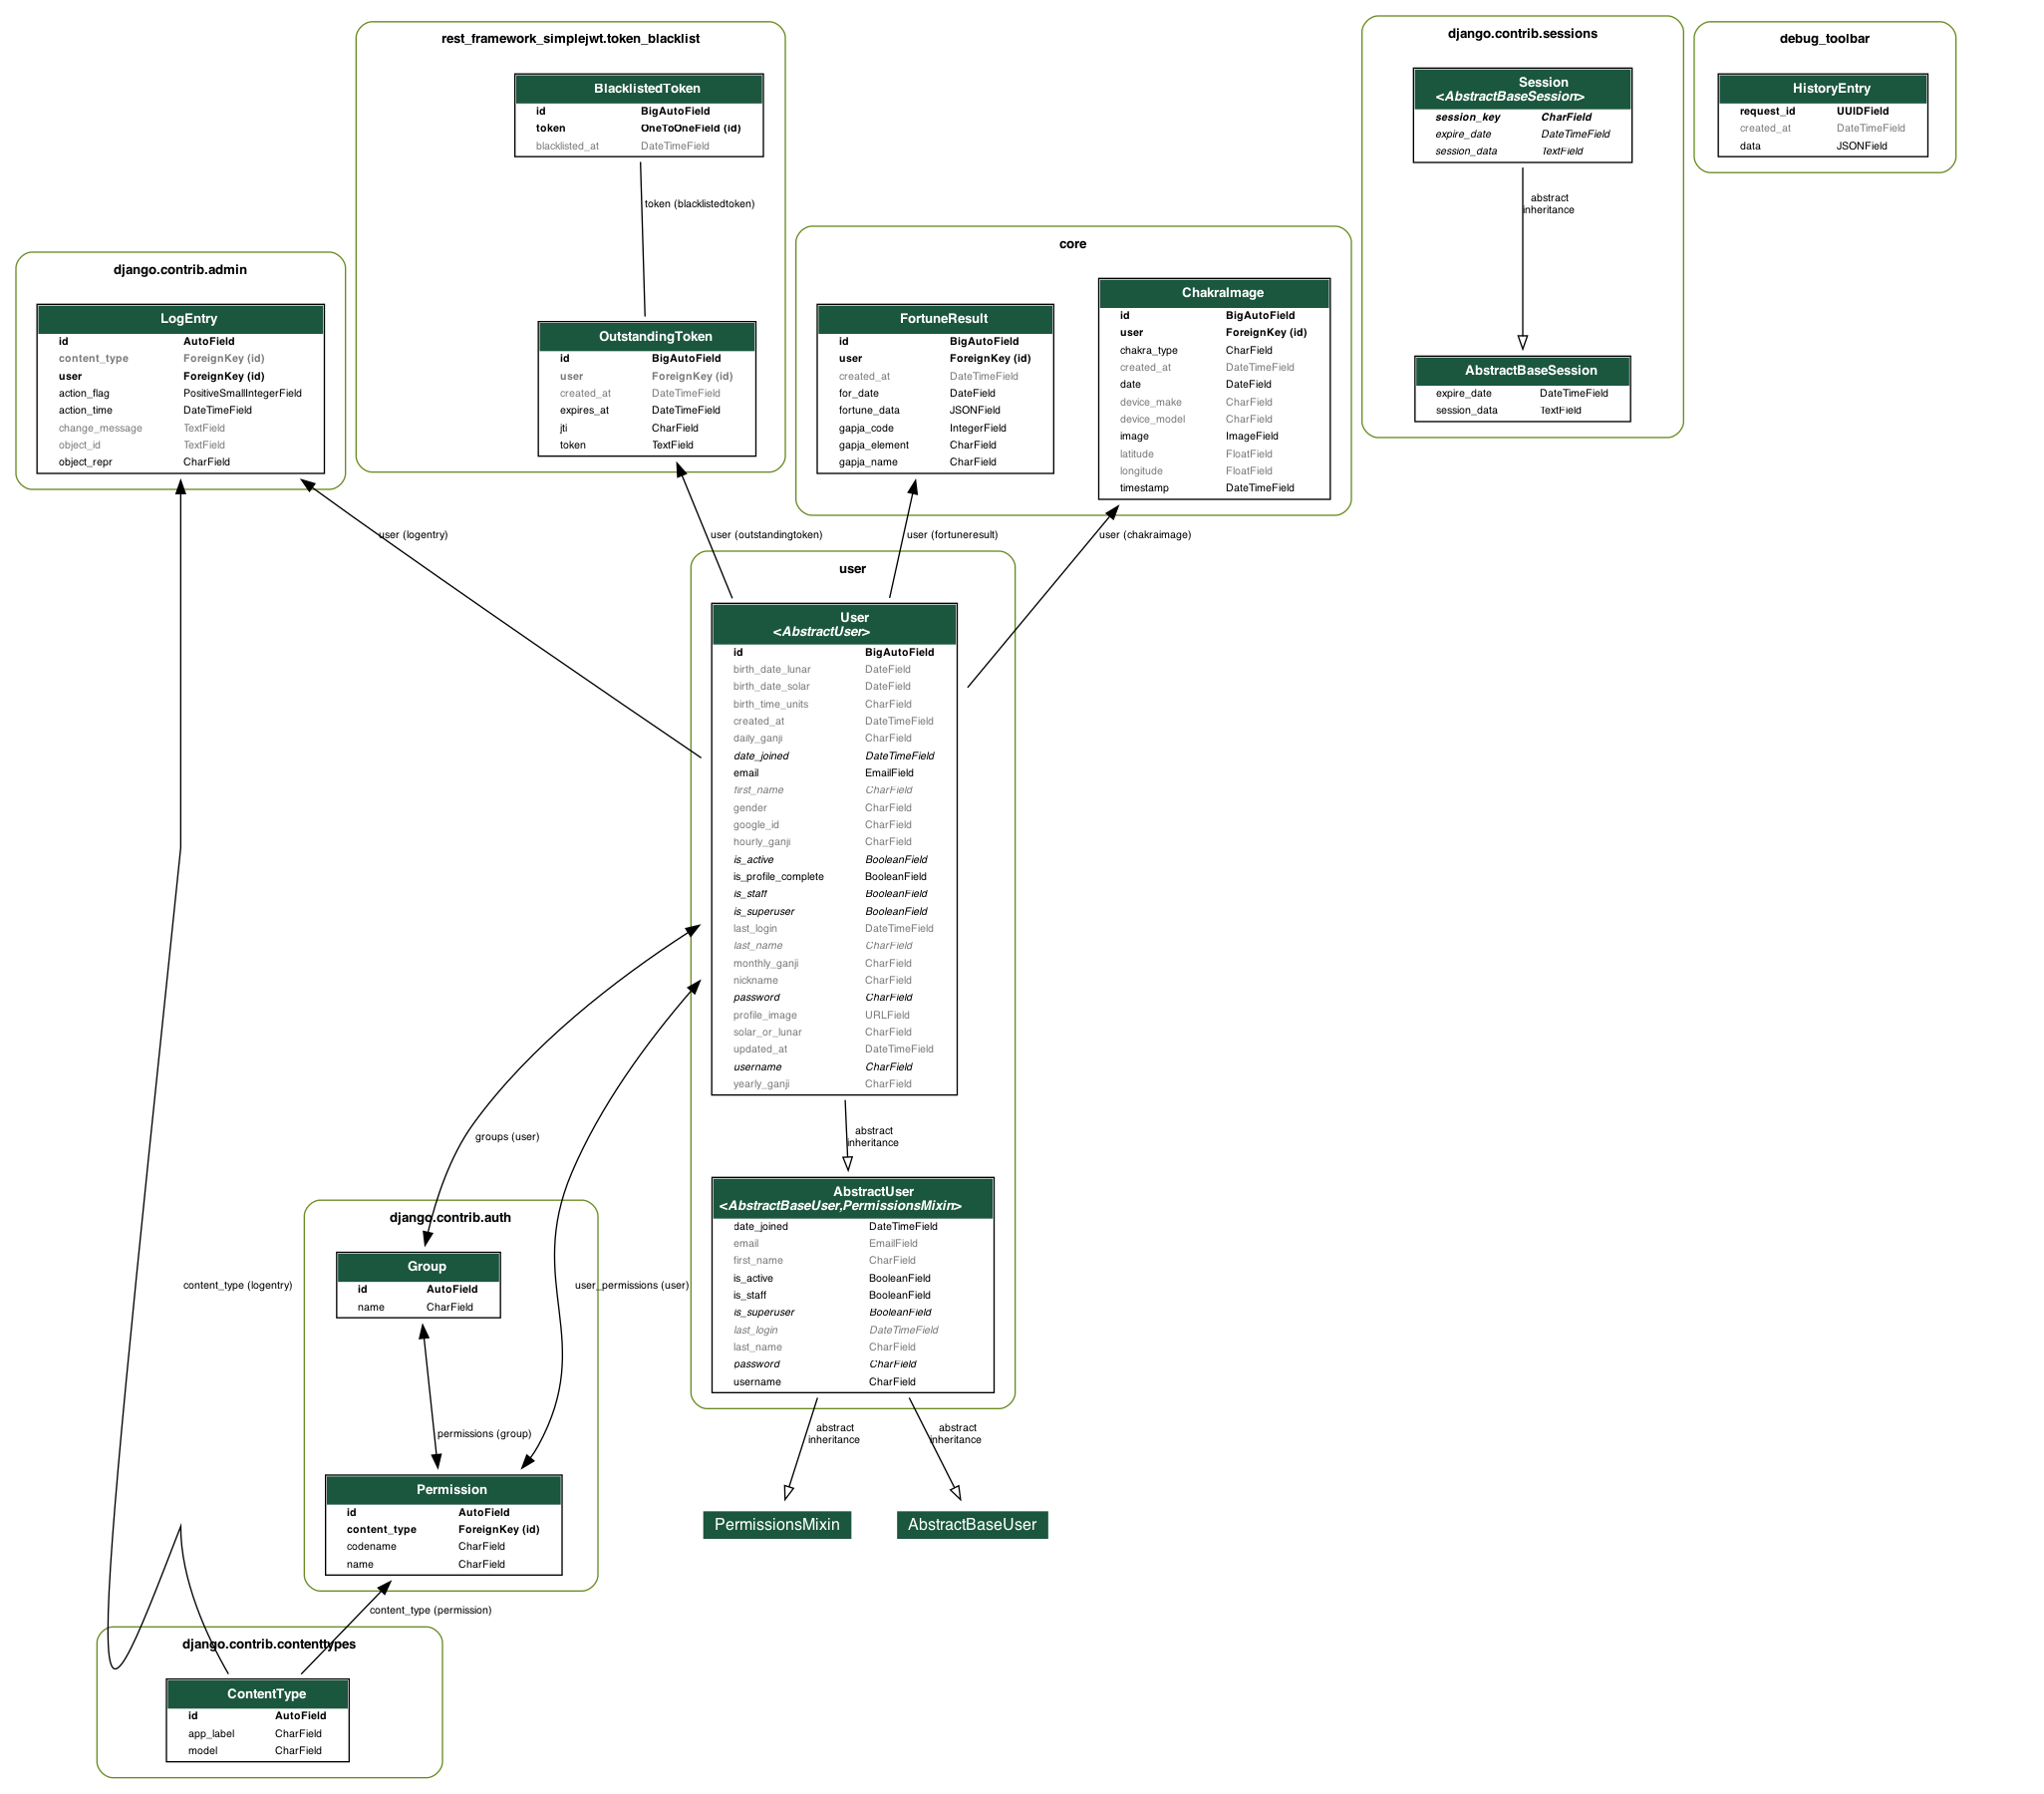 rest_framework_simplejwt.token_blacklist
BlacklistedToken
id BigAutoField
token OneToOneField (id)
blacklisted_at DateTimeField
token (blacklistedtoken)
OutstandingToken
id BigAutoField
user ForeignKey (id)
created_at DateTimeField
expires_at DateTimeField
jti CharField
token TextField
django.contrib.sessions
Session
<AbstractBaseSession>
session_key CharField
expire_date DateTimeField
session_data TextField
abstract
inheritance
AbstractBaseSession
expire_date DateTimeField
session_data TextField
debug_toolbar
HistoryEntry
request_id UUIDField
created_at DateTimeField
data JSONField
django.contrib.admin
LogEntry
id AutoField
content_type ForeignKey (id)
user ForeignKey (id)
action_flag PositiveSmallIntegerField
action_time DateTimeField
change_message TextField
object_id TextField
object_repr CharField
core
FortuneResult
id BigAutoField
user ForeignKey (id)
created_at DateTimeField
for_date DateField
fortune_data JSONField
gapja_code IntegerField
gapja_element CharField
gapja_name CharField
ChakraImage
id BigAutoField
user ForeignKey (id)
chakra_type CharField
created_at DateTimeField
date DateField
device_make CharField
device_model CharField
image ImageField
latitude FloatField
longitude FloatField
timestamp DateTimeField
user (logentry)
user (outstandingtoken)
user (fortuneresult)
user (chakraimage)
user
User
<AbstractUser>
id BigAutoField
birth_date_lunar DateField
birth_date_solar DateField
birth_time_units CharField
created_at DateTimeField
daily_ganji CharField
date_joined DateTimeField
email EmailField
first_name CharField
gender CharField
google_id CharField
hourly_ganji CharField
is_active BooleanField
is_profile_complete BooleanField
is_staff BooleanField
is_superuser BooleanField
last_login DateTimeField
last_name CharField
monthly_ganji CharField
nickname CharField
password CharField
profile_image URLField
solar_or_lunar CharField
updated_at DateTimeField
username CharField
yearly_ganji CharField
abstract
inheritance
groups (user)
AbstractUser
<AbstractBaseUser,PermissionsMixin>
date_joined DateTimeField
email EmailField
first_name CharField
is_active BooleanField
is_staff BooleanField
is_superuser BooleanField
last_login DateTimeField
last_name CharField
password CharField
username CharField
django.contrib.auth
Group
id AutoField
name CharField
content_type (logentry)
user_permissions (user)
permissions (group)
abstract
inheritance
abstract
inheritance
Permission
id AutoField
content_type ForeignKey (id)
codename CharField
name CharField
PermissionsMixin
AbstractBaseUser
content_type (permission)
django.contrib.contenttypes
ContentType
id AutoField
app_label CharField
model CharField